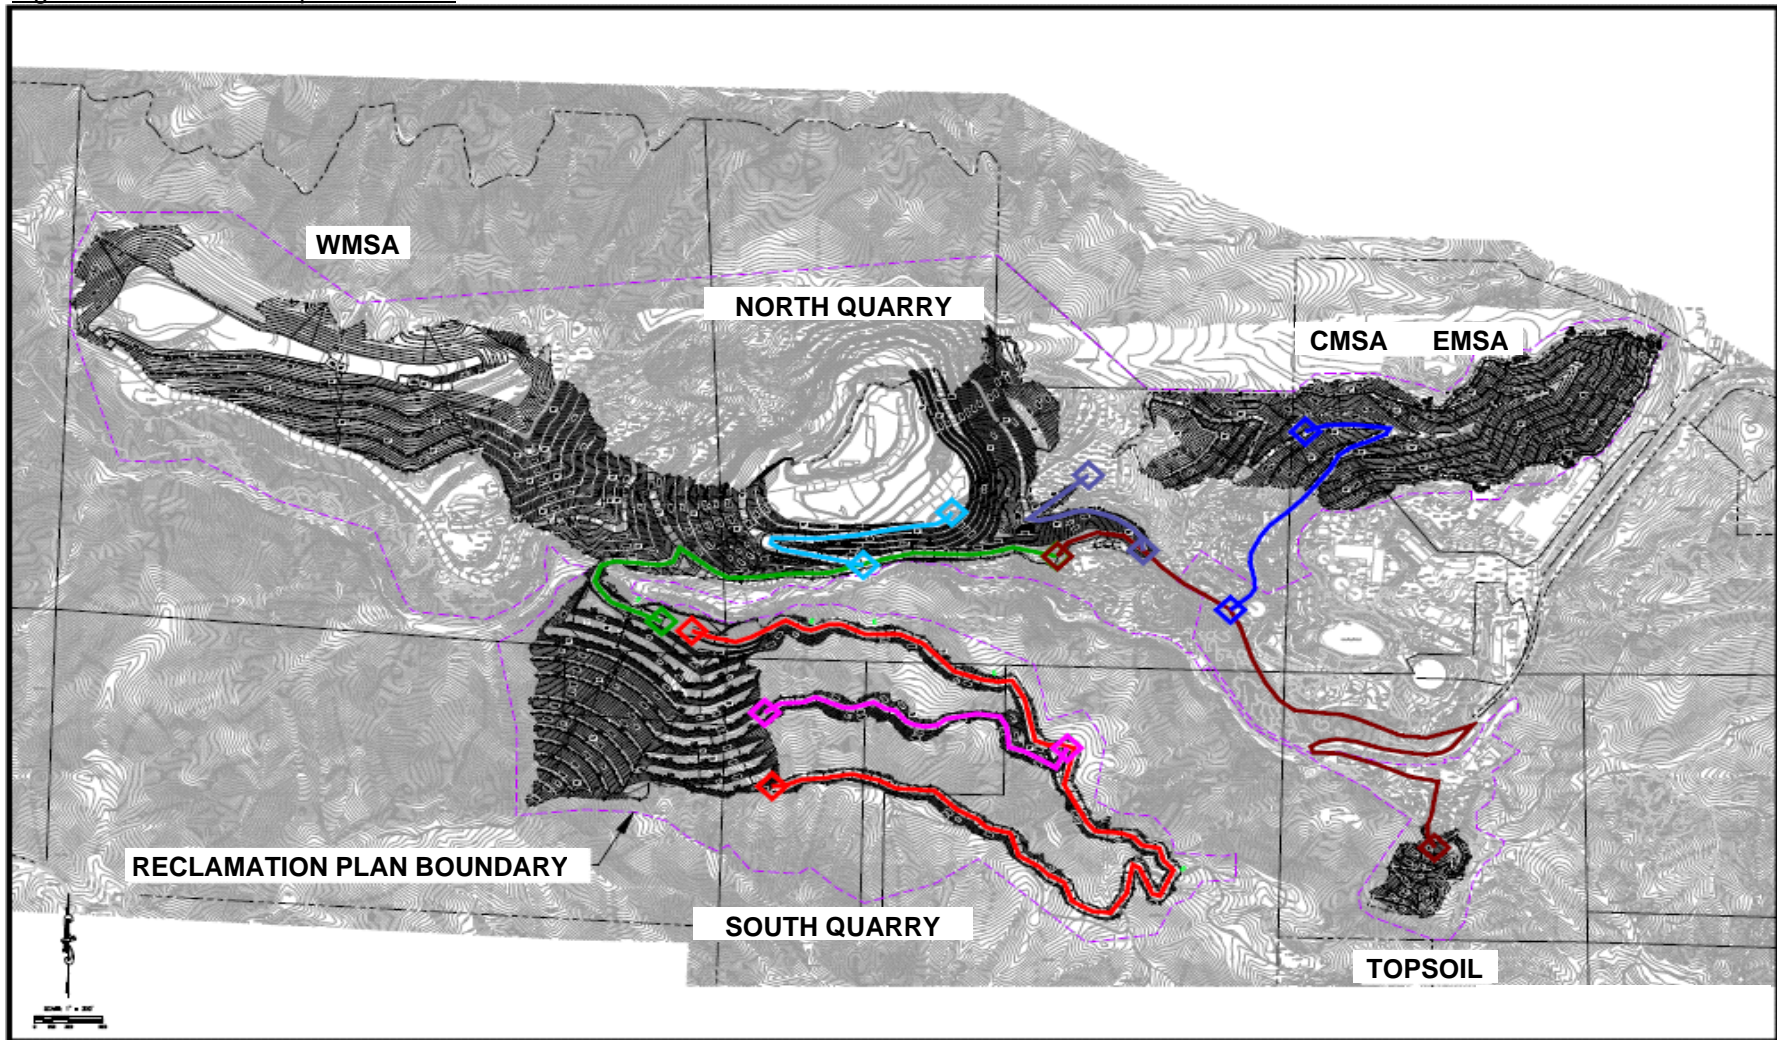 WMSA
NORTH QUARRY
CMSA EMSA
RECLAMATION PLAN BOUNDARY
SOUTH QUARRY
TOPSOIL